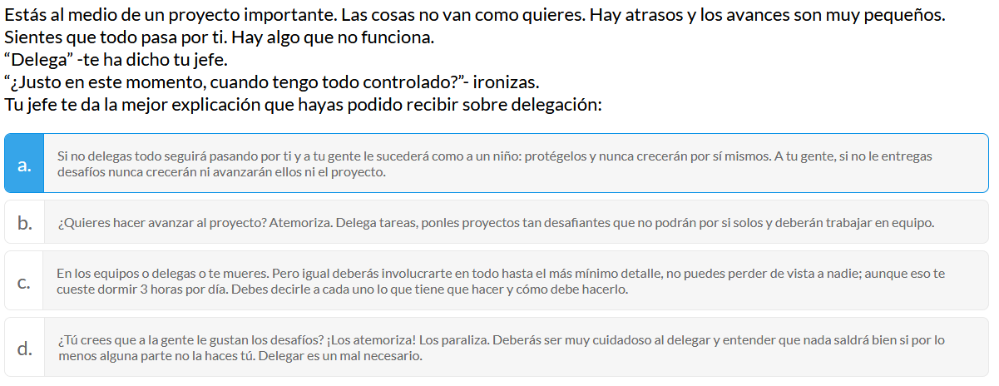 Estás al medio de un proyecto importante. Las cosas no van como quieres. Hay atrasos y los avances son muy pequeños.
Sientes que todo pasa por ti. Hay algo que no funciona.
“Delega” -te ha dicho tu jefe.
“¿Justo en este momento, cuando tengo todo controlado?”- ironizas.
Tu jefe te da la mejor explicación que hayas podido recibir sobre delegación:
a.
Si no delegas todo seguirá pasando por ti y a tu gente le sucederá como a un niño: protégelos y nunca crecerán por sí mismos. A tu gente, si no le entregas
desafíos nunca crecerán ni avanzarán ellos ni el proyecto.
b.
¿Quieres hacer avanzar al proyecto? Atemoriza. Delega tareas, ponles proyectos tan desafiantes que no podrán por si solos y deberán trabajar en equipo.
c.
En los equipos o delegas o te mueres. Pero igual deberás involucrarte en todo hasta el más mínimo detalle, no puedes perder de vista a nadie; aunque eso te
cueste dormir 3 horas por día. Debes decirle a cada uno lo que tiene que hacer y cómo debe hacerlo.
d.
¿Tú crees que a la gente le gustan los desafíos? ¡Los atemoriza! Los paraliza. Deberás ser muy cuidadoso al delegar y entender que nada saldrá bien si por lo
menos alguna parte no la haces tú. Delegar es un mal necesario.